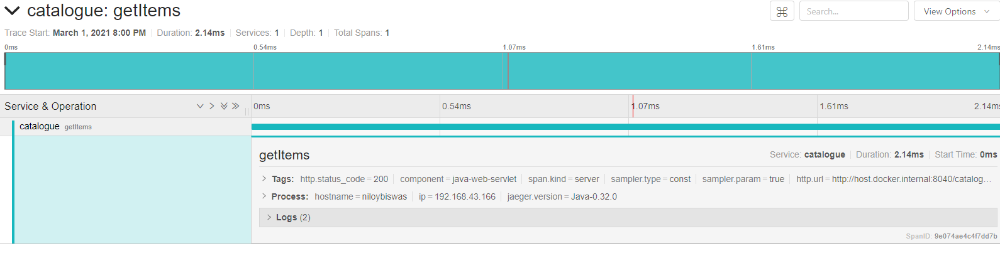 catalogue: getItems
⌘ Search... View Options
Trace Start: March 1, 2021 8:00 PM Duration: 2.14ms Services: 1 Depth: 1 Total Spans: 1
0ms 0.54ms 1.07ms 1.61ms 2.14ms
Service & Operation 0ms 0.54ms 1.07ms 1.61ms 2.14ms
catalogue getItems
getItems Service: catalogue Duration: 2.14ms Start Time: 0ms
Tags: http.status_code = 200 component = java-web-servlet span.kind = server sampler.type = const sampler.param = true http.url = http://host.docker.internal:8040/catalog...
Process: hostname = niloybiswas ip = 192.168.43.166 jaeger.version = Java-0.32.0
Logs (2)
SpanID: 9e074ae4c4f7dd7b